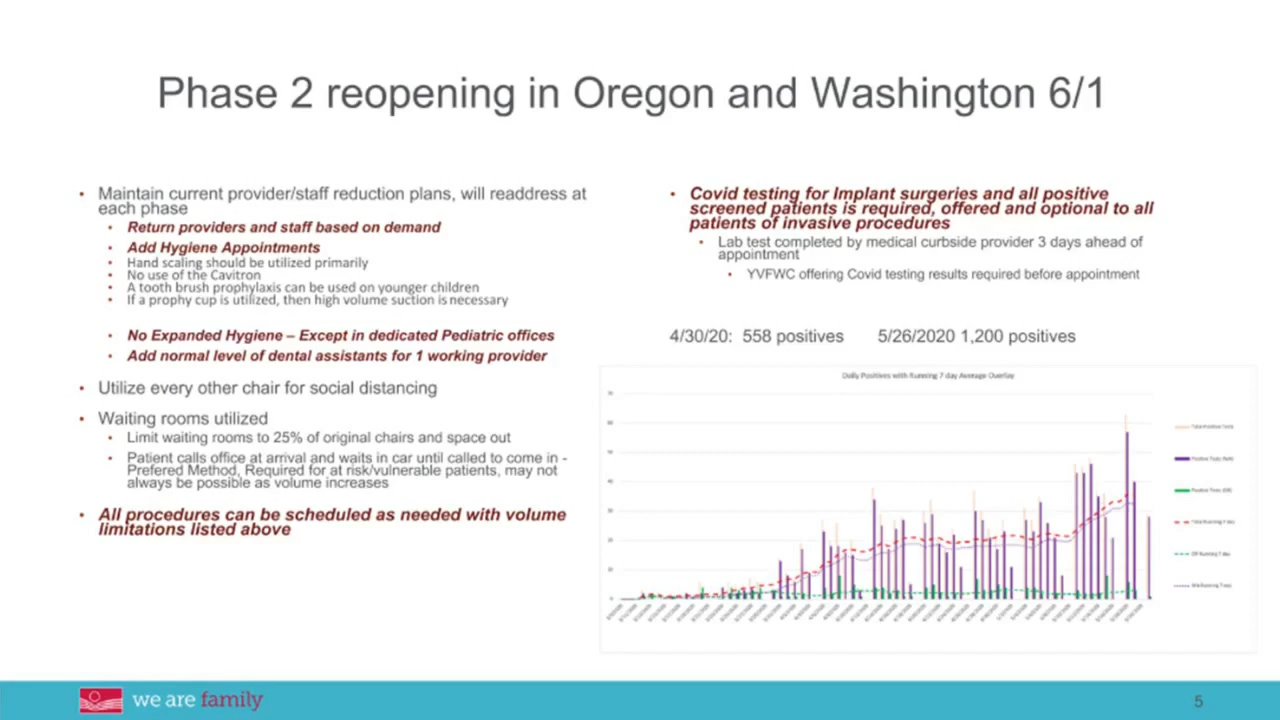 Phase 2 reopening in Oregon and Washington 6/1
• Maintain current provider/staff reduction plans, will readdress at
each phase
• Return providers and staff based on demand
• Add Hygiene Appointments
• Hand scaling should be utilized primarily
• No use of the Cavitron
• A tooth brush prophylaxis can be used on younger children
• If a prophy cup is utilized, then high volume suction is necessary
• No Expanded Hygiene – Except in dedicated Pediatric offices
• Add normal level of dental assistants for 1 working provider
• Utilize every other chair for social distancing
• Waiting rooms utilized
• Limit waiting rooms to 25% of original chairs and space out
• Patient calls office at arrival and waits in car until called to come in -
Prefered Method, Required for at risk/vulnerable patients, may not
always be possible as volume increases
• All procedures can be scheduled as needed with volume
limitations listed above
• Covid testing for Implant surgeries and all positive
screened patients is required, offered and optional to all
patients of invasive procedures
• Lab test completed by medical curbside provider 3 days ahead of
appointment
• YVFWC offering Covid testing results required before appointment
4/30/20: 558 positives 5/26/2020 1,200 positives
Daily Positives with Running 7 day Average Overlay
we are family
5